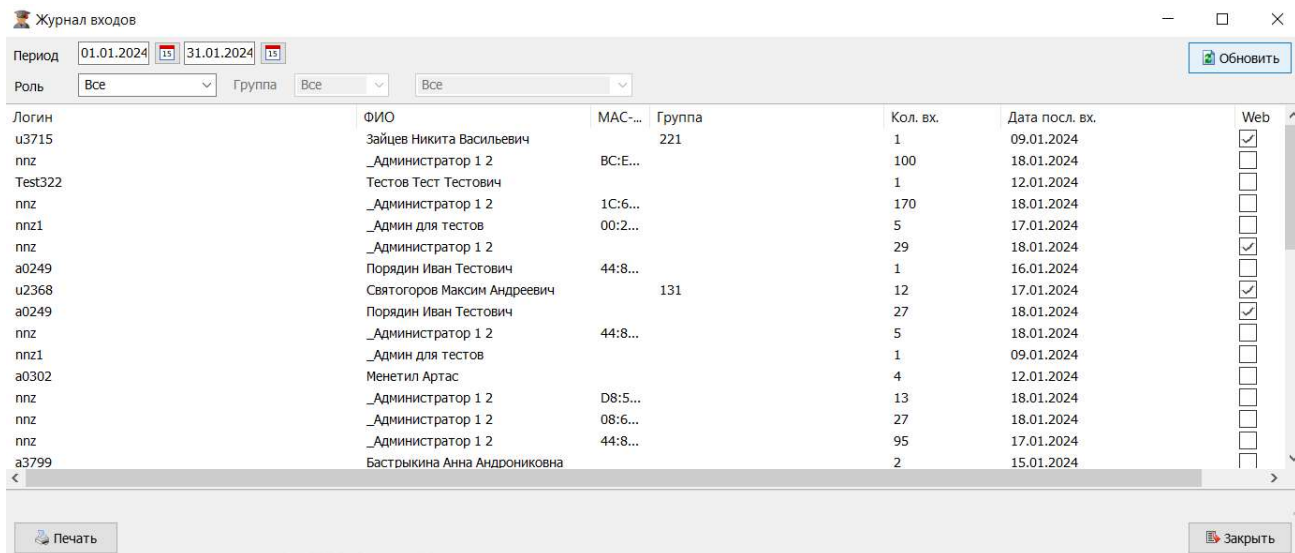 Журнал входов
Период 01.01.2024 15 31.01.2024 15 Обновить
Роль Все Группа Все Все
Логин ФИО MAC-... Группа Кол. вх. Дата посл. вх. Web
u3715 Зайцев Никита Васильевич 221 1 09.01.2024
nnz _Администратор 1 2 BC:E... 100 18.01.2024
Test322 Тестов Тест Тестович 1 12.01.2024
nnz _Администратор 1 2 1C:6... 170 18.01.2024
nnz1 _Админ для тестов 00:2... 5 17.01.2024
nnz _Администратор 1 2 29 18.01.2024
a0249 Порядин Иван Тестович 44:8... 1 16.01.2024
u2368 Святогоров Максим Андреевич 131 12 17.01.2024
a0249 Порядин Иван Тестович 27 18.01.2024
nnz _Администратор 1 2 44:8... 5 18.01.2024
nnz1 _Админ для тестов 1 09.01.2024
a0302 Менетил Артас 4 12.01.2024
nnz _Администратор 1 2 D8:5... 13 18.01.2024
nnz _Администратор 1 2 08:6... 27 18.01.2024
nnz _Администратор 1 2 44:8... 95 17.01.2024
a3799 Бастрыкина Анна Андрониковна 2 15.01.2024
Печать Закрыть